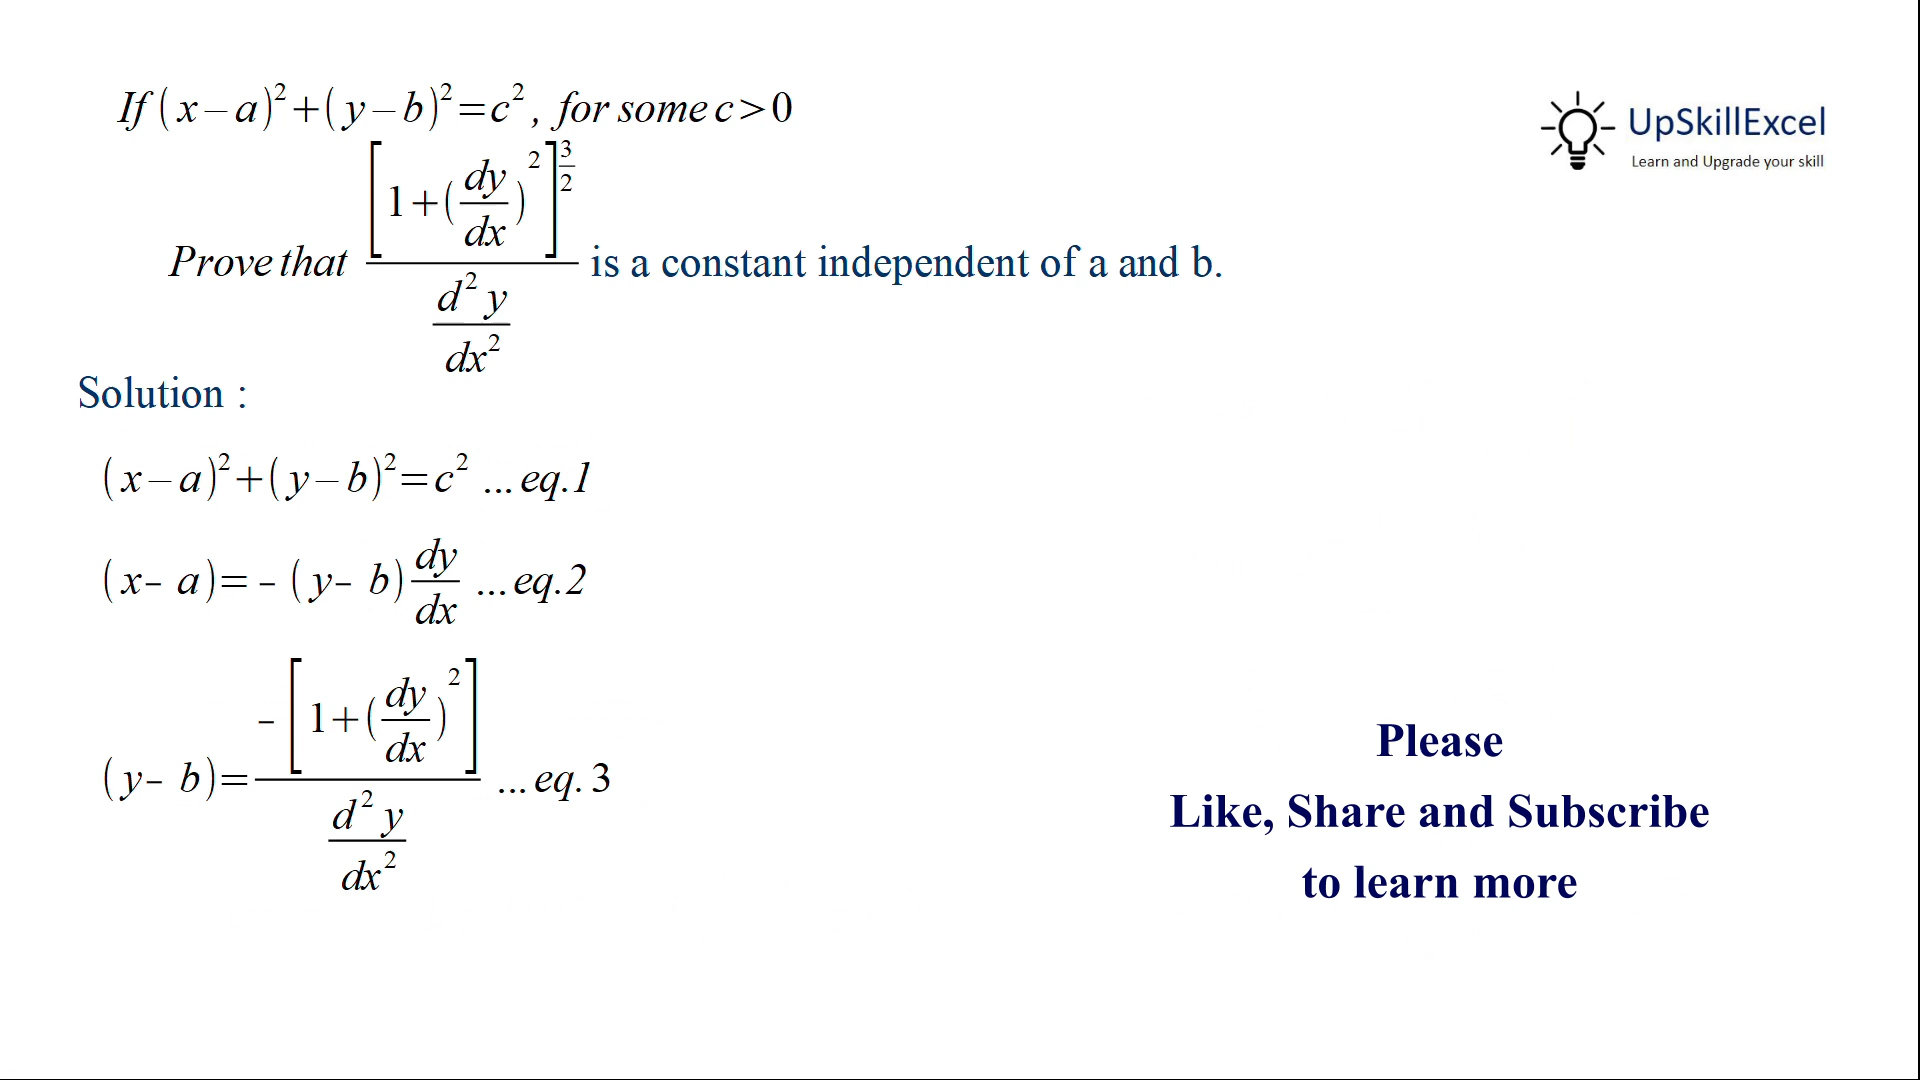 If (x−a)²+(y−b)²=c², for some c>0
UpSkillExcel
Learn and Upgrade your skill
Prove that [1+(dy/dx)²]^(3/2) / (d²y/dx²) is a constant independent of a and b.
Solution :
(x−a)²+(y−b)²=c² ...eq.1
(x– a)=– (y– b) dy/dx ...eq.2
(y– b)= –[1+(dy/dx)²] / (d²y/dx²) ...eq. 3
Please
Like, Share and Subscribe
to learn more